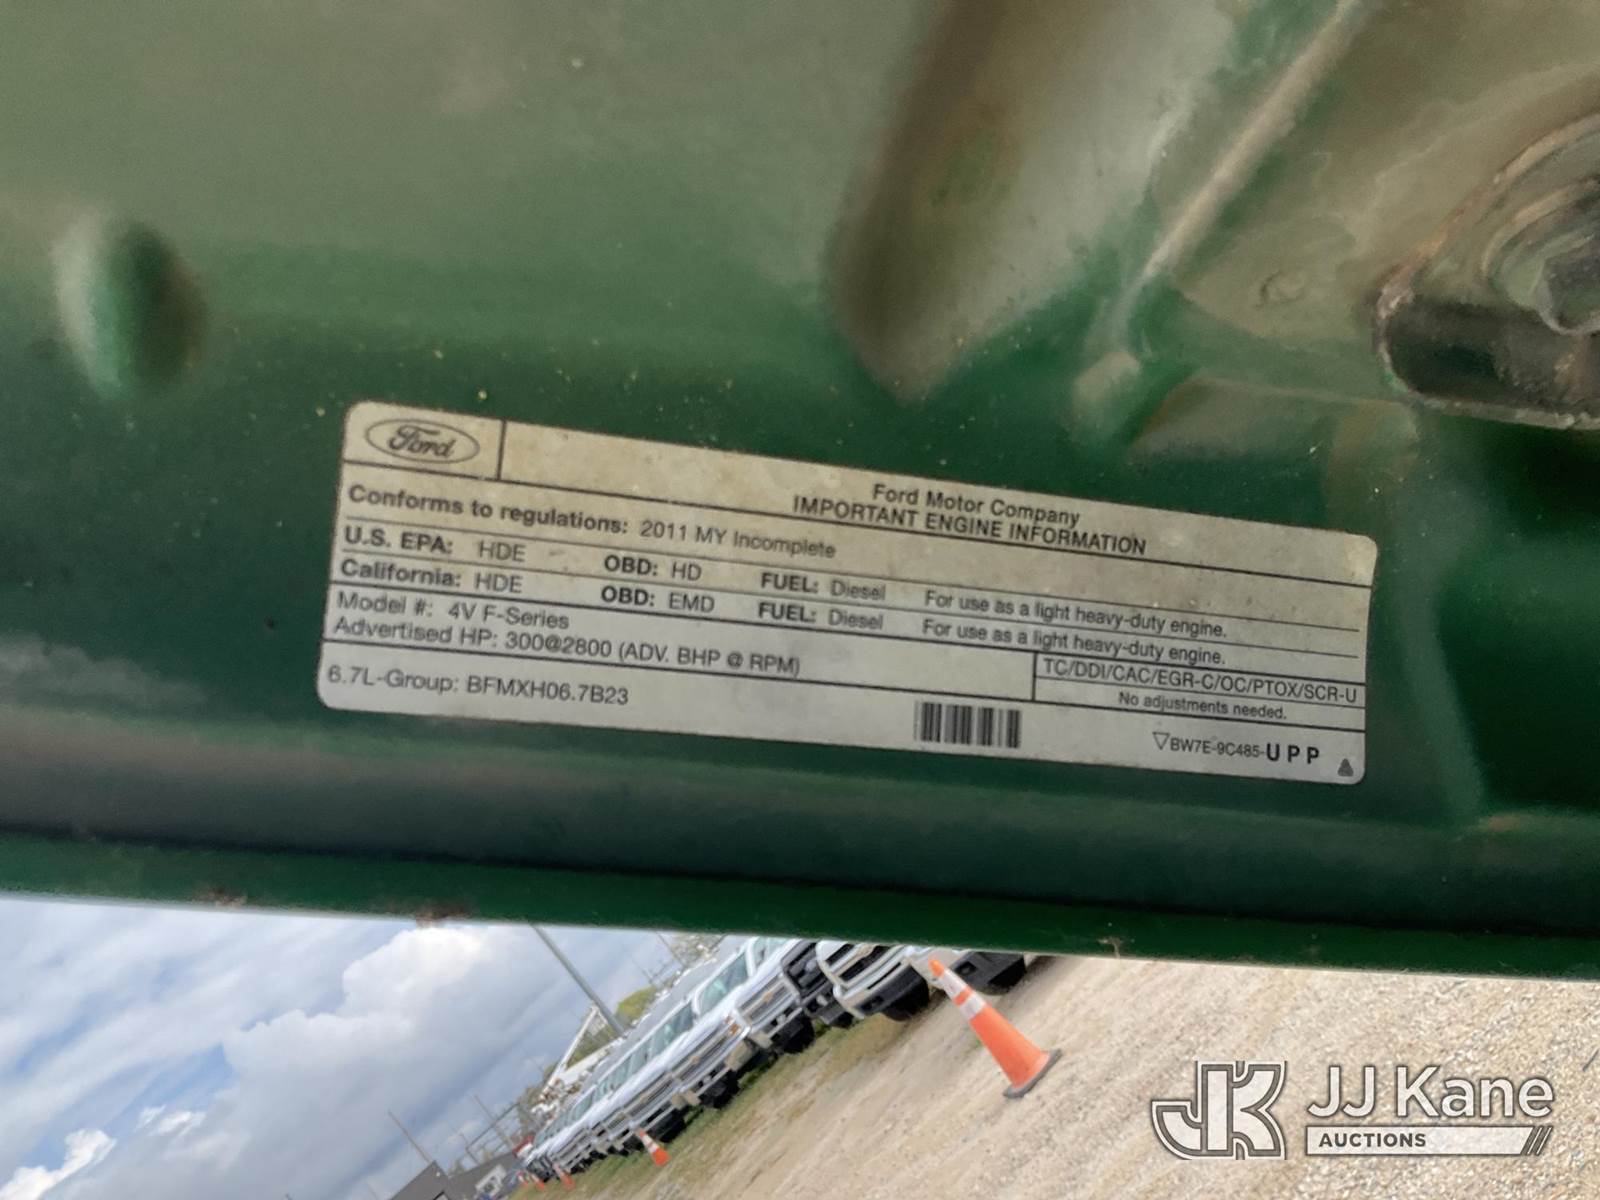 Ford
Ford Motor Company
IMPORTANT ENGINE INFORMATION
Conforms to regulations: 2011 MY Incomplete
U.S. EPA: HDE OBD: HD FUEL: Diesel For use as a light heavy-duty engine.
California: HDE OBD: EMD FUEL: Diesel For use as a light heavy-duty engine.
Model #: 4V F-Series
Advertised HP: 300@2800 (ADV. BHP @ RPM)
TC/DDI/CAC/EGR-C/OC/PTOX/SCR-U
6.7L-Group: BFMXH06.7B23
No adjustments needed.
BW7E-9C485-UPP
JJK
JJ Kane
AUCTIONS